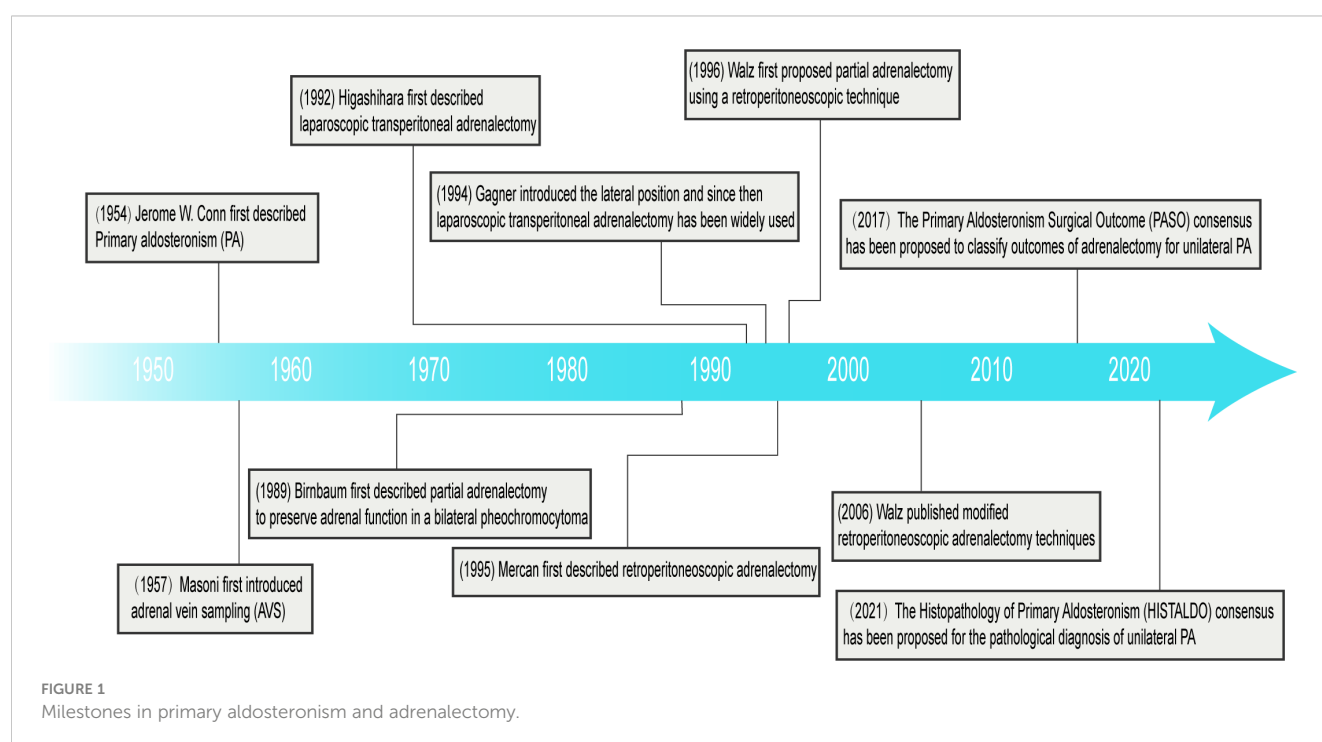 (1996) Walz first proposed partial adrenalectomy
using a retroperitoneoscopic technique
(1992) Higashihara first described
laparoscopic transperitoneal adrenalectomy
(1994) Gagner introduced the lateral position and since then
laparoscopic transperitoneal adrenalectomy has been widely used
(1954) Jerome W. Conn first described
Primary aldosteronism (PA)
(2017) The Primary Aldosteronism Surgical Outcome (PASO) consensus
has been proposed to classify outcomes of adrenalectomy for unilateral PA
1950 1960 1970 1980 1990 2000 2010 2020
(1989) Birnbaum first described partial adrenalectomy
to preserve adrenal function in a bilateral pheochromocytoma
(2006) Walz published modified
retroperitoneoscopic adrenalectomy techniques
(1995) Mercan first described retroperitoneoscopic adrenalectomy
(1957) Masoni first introduced
adrenal vein sampling (AVS)
(2021) The Histopathology of Primary Aldosteronism (HISTALDO) consensus
has been proposed for the pathological diagnosis of unilateral PA
FIGURE 1
Milestones in primary aldosteronism and adrenalectomy.